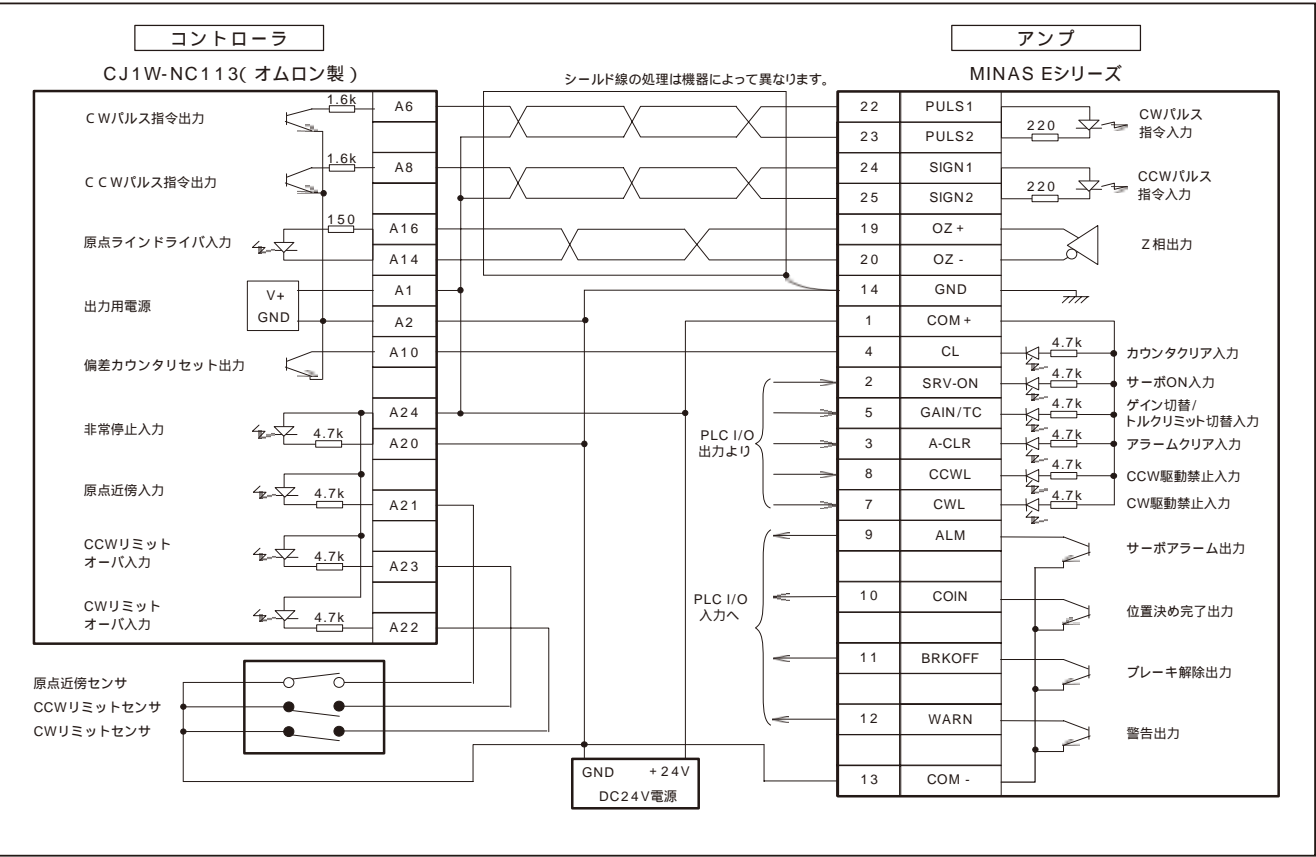 コントローラ
CJ1W-NC113(オムロン製)
CWパルス指令出力
1.6k
A6
CCWパルス指令出力
1.6k
A8
原点ラインドライバ入力
150
A16
A14
出力用電源
V+
GND
A1
A2
偏差カウンタリセット出力
A10
非常停止入力
4.7k
A24
A20
原点近傍入力
4.7k
A21
CCWリミット
オーバ入力
4.7k
A23
CWリミット
オーバ入力
4.7k
A22
原点近傍センサ
CCWリミットセンサ
CWリミットセンサ
シールド線の処理は機器によって異なります。
PLC I/O
出力より
PLC I/O
入力へ
GND +24V
DC24V電源
アンプ
MINAS Eシリーズ
22 PULS1
23 PULS2
220
CWパルス
指令入力
24 SIGN1
25 SIGN2
220
CCWパルス
指令入力
19 OZ+
20 OZ-
Z相出力
14 GND
1 COM+
4 CL 4.7k カウンタクリア入力
2 SRV-ON 4.7k サーボON入力
5 GAIN/TC 4.7k ゲイン切替/
トルクリミット切替入力
3 A-CLR 4.7k アラームクリア入力
8 CCWL 4.7k CCW駆動禁止入力
7 CWL 4.7k CW駆動禁止入力
9 ALM サーボアラーム出力
10 COIN 位置決め完了出力
11 BRKOFF ブレーキ解除出力
12 WARN 警告出力
13 COM-